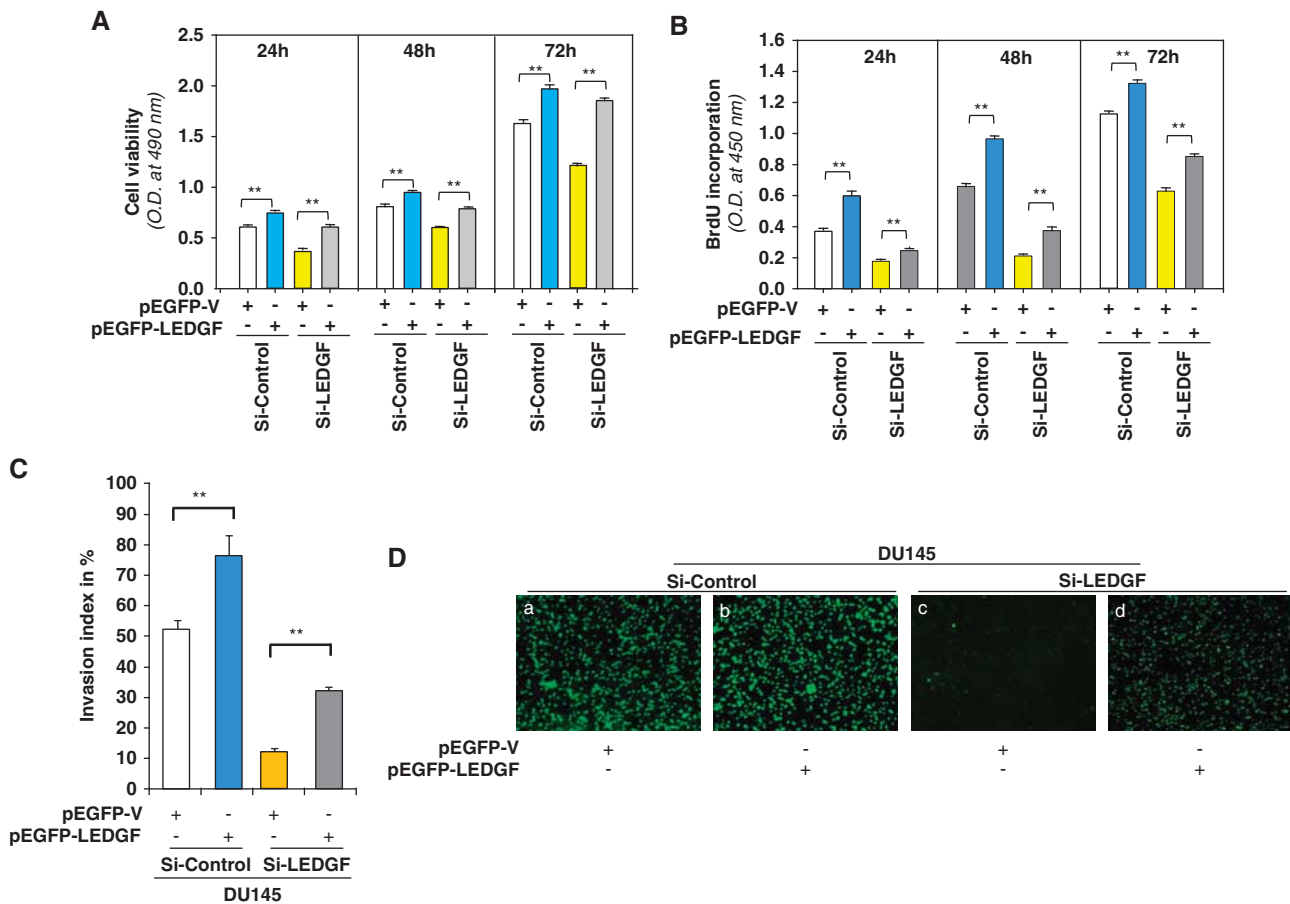 A
Cell viability
(O.D. at 490 nm)
2.5
2.0
1.5
1.0
0.5
0.0
24h
48h
72h
** ** ** ** ** **
pEGFP-V + - + - + - + - + - + -
pEGFP-LEDGF - + - + - + - + - + - +
Si-Control
Si-LEDGF
Si-Control
Si-LEDGF
Si-Control
Si-LEDGF
B
BrdU incorporation
(O.D. at 450 nm)
1.6
1.4
1.2
1.0
0.8
0.6
0.4
0.2
0.0
24h
48h
72h
** ** ** ** ** **
pEGFP-V + - + - + - + - + - + -
pEGFP-LEDGF - + - + - + - + - + - +
Si-Control
Si-LEDGF
Si-Control
Si-LEDGF
Si-Control
Si-LEDGF
C
Invasion index in %
100
90
80
70
60
50
40
30
20
10
0
**
**
pEGFP-V + - + -
pEGFP-LEDGF - + - +
Si-Control Si-LEDGF
DU145
D
DU145
Si-Control Si-LEDGF
a b c d
pEGFP-V + - + -
pEGFP-LEDGF - + - +